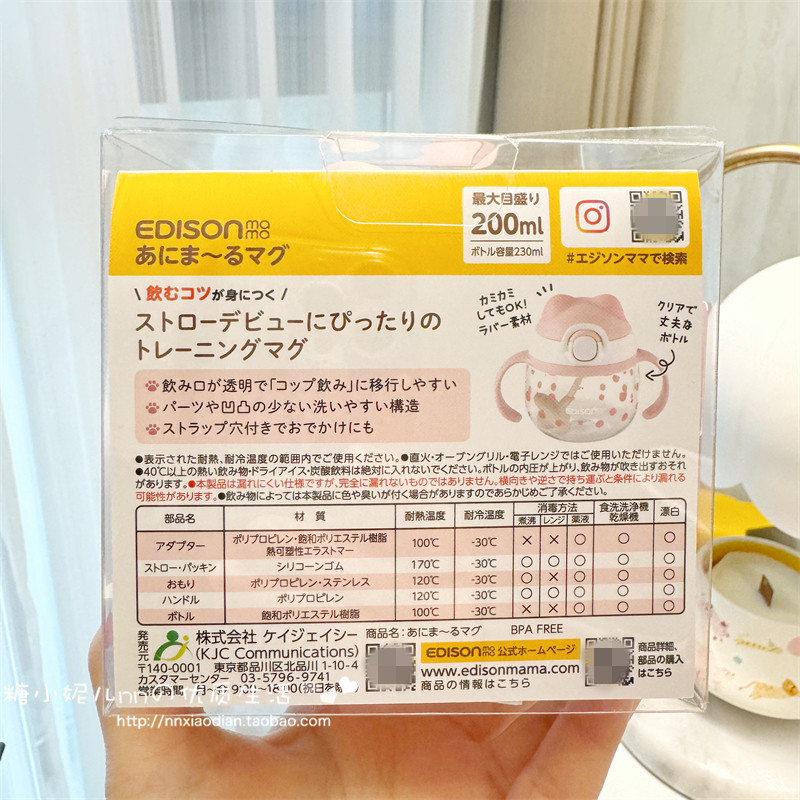 EDISONmama
あにま〜るマグ
最大目盛り
200ml
ボトル容量230ml
#エジソンママで検索
\ 飲むコツが身につく /
ストローデビューにぴったりの
トレーニングマグ
飲み口が透明で「コップ飲み」に移行しやすい
パーツや凹凸の少ない洗いやすい構造
ストラップ穴付きでおでかけにも
カミカミ
してもOK!
ラバー素材
クリアで
丈夫な
ボトル
EDISONmama
●表示された耐熱、耐冷温度の範囲内でご使用ください。●直火・オーブングリル・電子レンジではご使用いただけません。
●40℃以上の熱い飲み物・ドライアイス・炭酸飲料は絶対に入れないでください。ボトルの内圧が上がり、飲み物が吹き出すおそれ
があります。●本製品は漏れにくい仕様ですが、完全に漏れないものではありません。横向きや逆さで持ち運ぶと条件により漏れる
可能性があります。●飲み物によっては本製品に色や臭いが付く場合がありますのであらかじめご了承ください。
部品名 材質 耐熱温度 耐冷温度 消毒方法 食洗洗浄機 乾燥機 漂白
煮沸 レンジ 薬液
アダプター ポリプロピレン・飽和ポリエステル樹脂 熱可塑性エラストマー 100℃ -30℃ × × ○ ○ ○
ストロー・パッキン シリコーンゴム 170℃ -30℃ ○ ○ ○ ○ ○
おもり ポリプロピレン・ステンレス 120℃ -30℃ ○ × ○ ○ ○
ハンドル ポリプロピレン 120℃ -30℃ ○ ○ ○ ○ ○
ボトル 飽和ポリエステル樹脂 100℃ -30℃ × × ○ ○ ○
発売元 株式会社 ケイジェイシー
(KJC Communications)
〒140-0001 東京都品川区北品川 1-10-4
カスタマーセンター 03-5796-9741
営業時間 月〜金 9:00〜18:00(祝日を除く)
商品名:あにま〜るマグ BPA FREE
EDISONmama 公式ホームページ
www.edisonmama.com
商品の情報はこちら
商品詳細、
部品の購入
はこちら
http://nnxiaodian.taobao.com